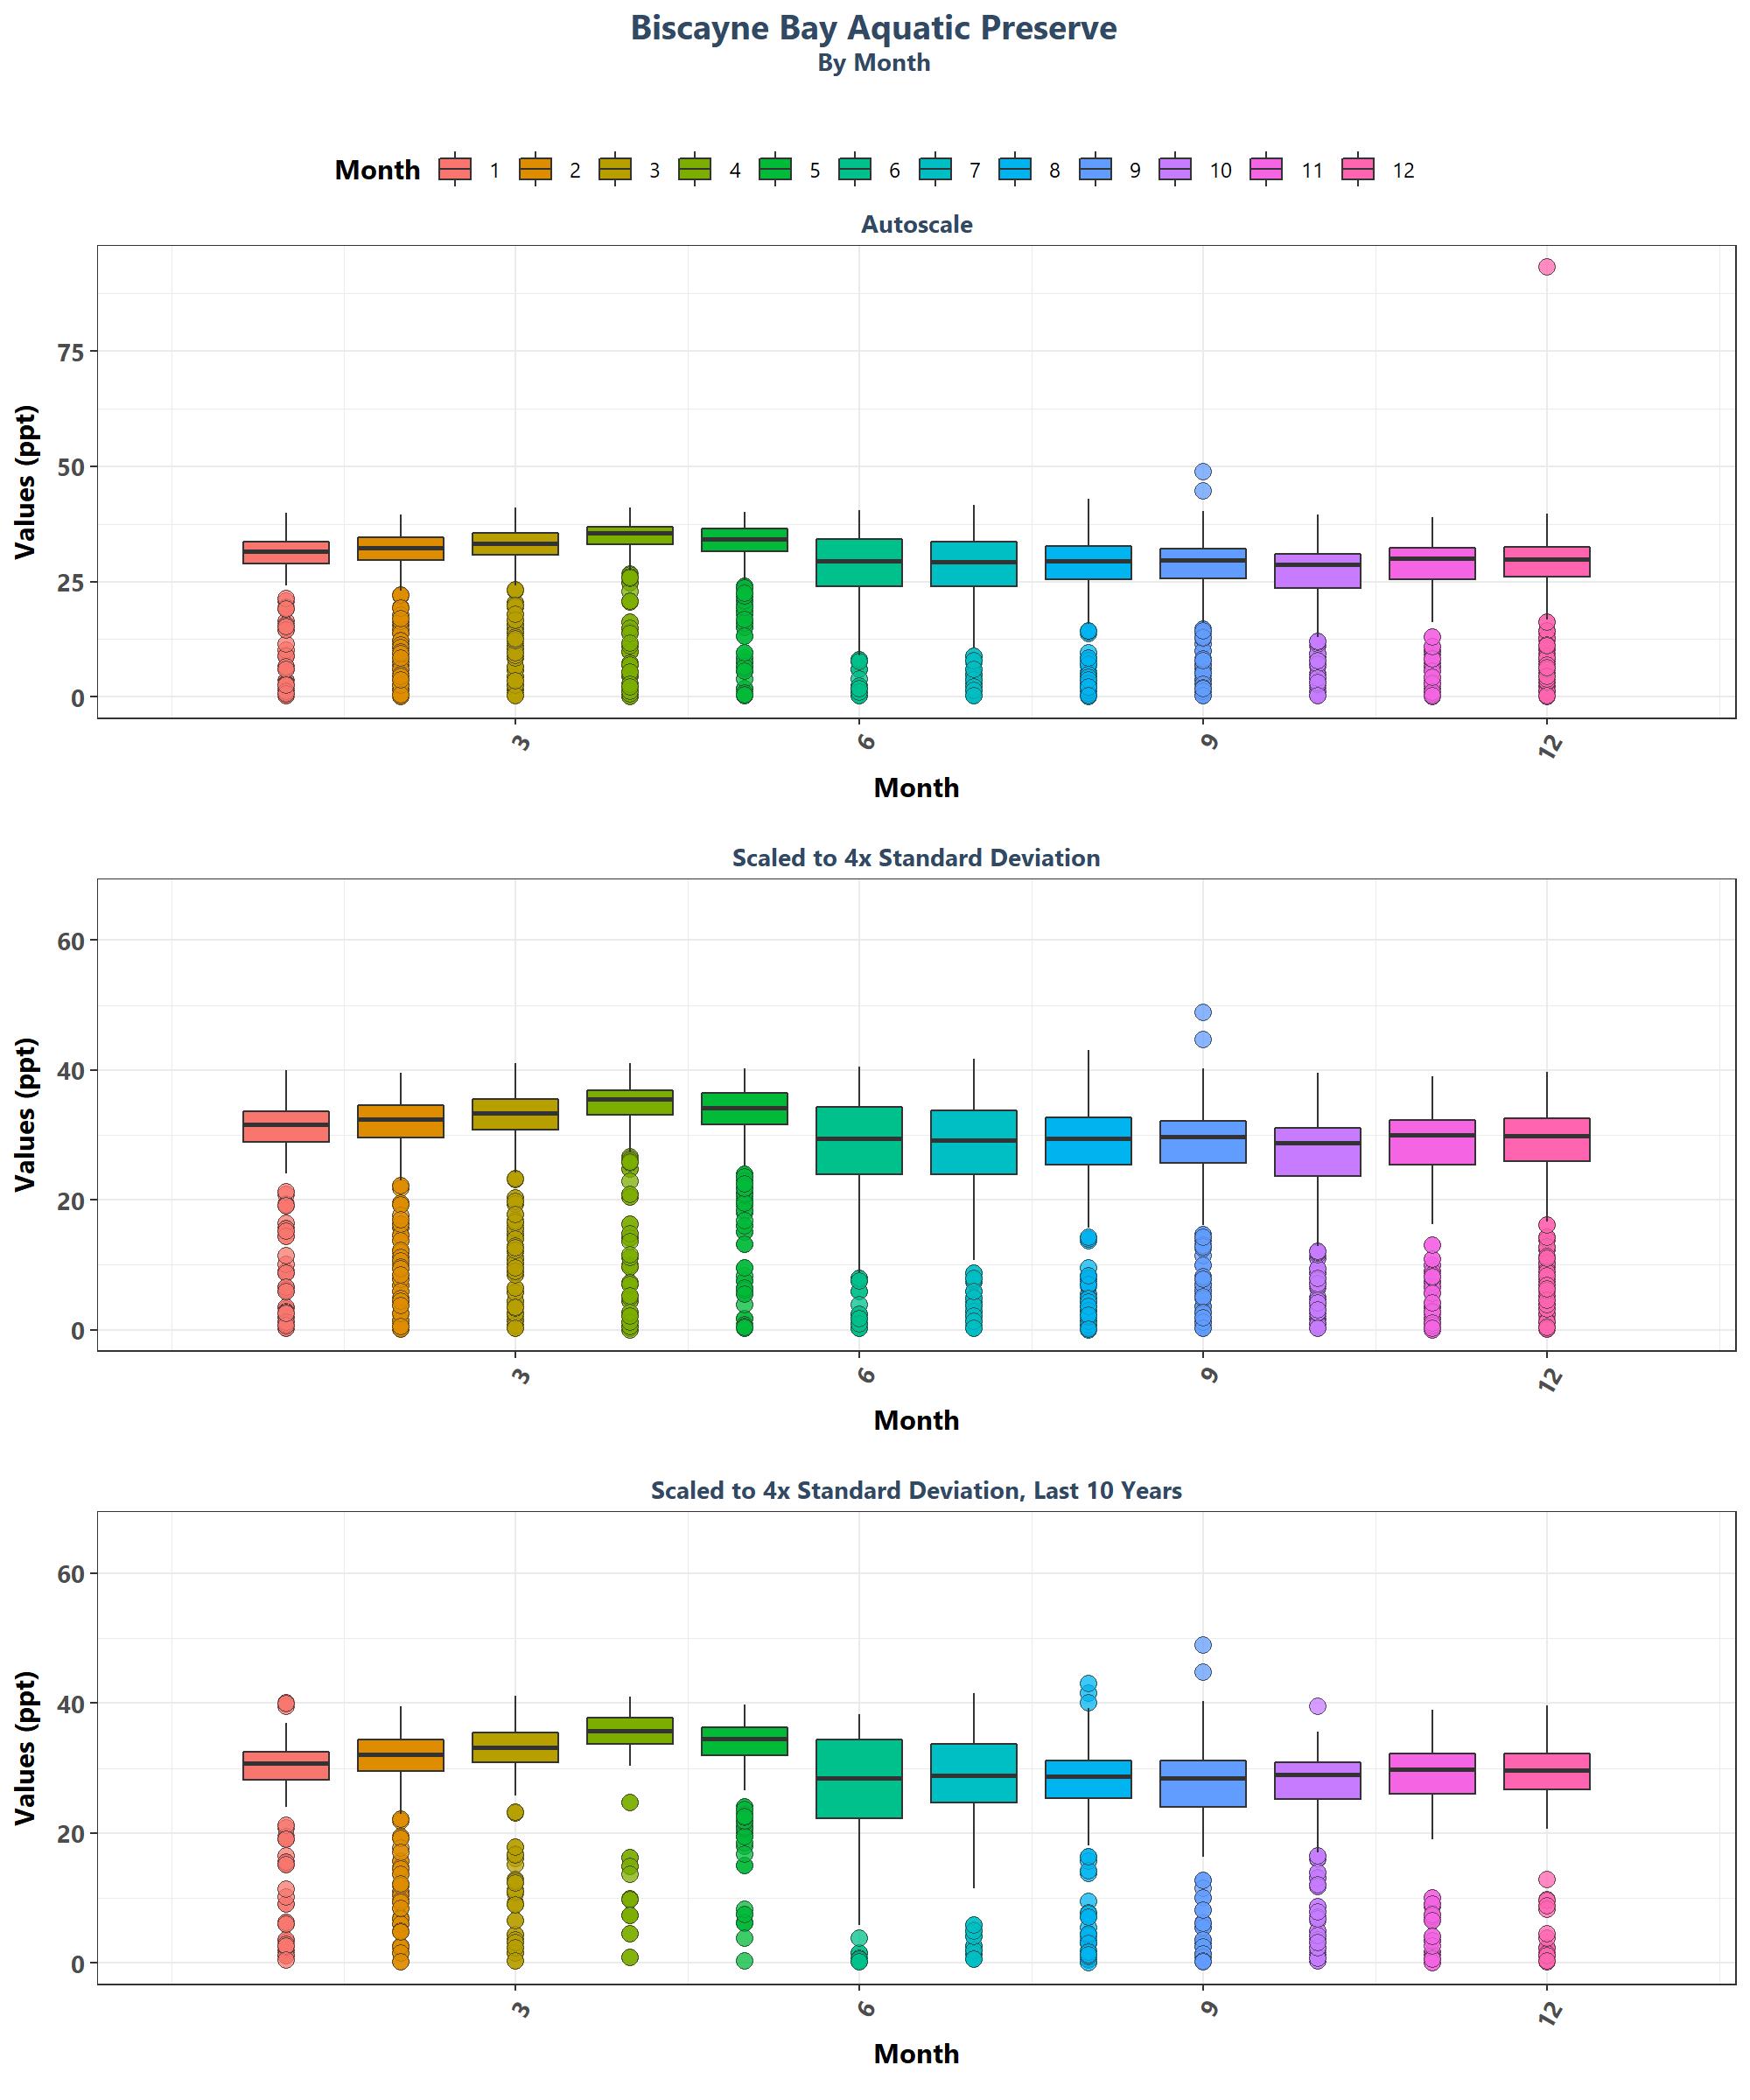 Biscayne Bay Aquatic Preserve
By Month
Month 1 2 3 4 5 6 7 8 9 10 11 12
Autoscale
Values (ppt)
75
50
25
0
3 6 9 12
Month
Scaled to 4x Standard Deviation
Values (ppt)
60
40
20
0
3 6 9 12
Month
Scaled to 4x Standard Deviation, Last 10 Years
Values (ppt)
60
40
20
0
3 6 9 12
Month